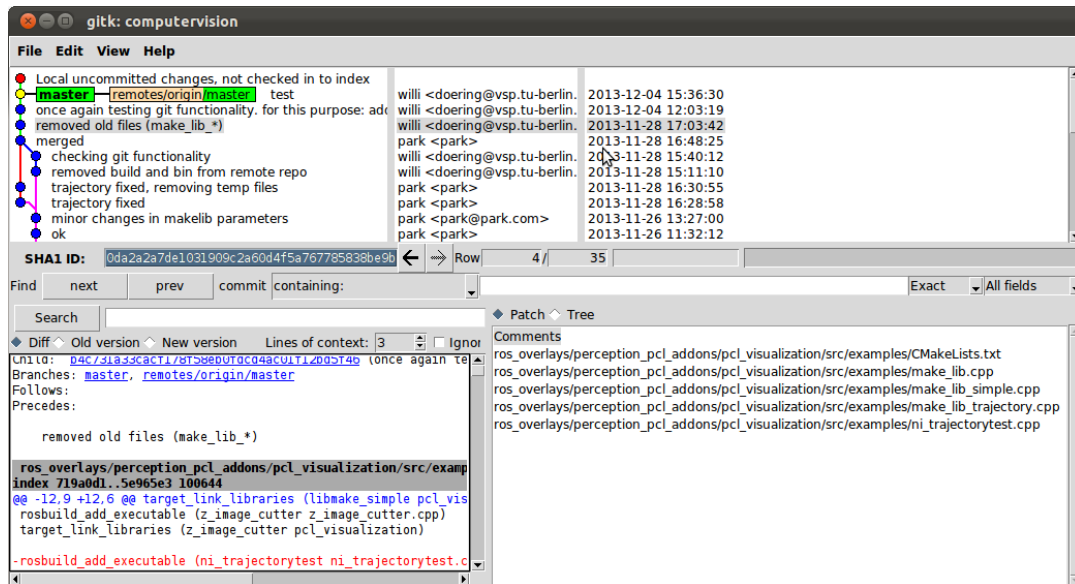 gitk: computervision
File Edit View Help
Local uncommitted changes, not checked in to index
master remotes/origin/master test willi <doering@vsp.tu-berlin. 2013-12-04 15:36:30
once again testing git functionality. for this purpose: add willi <doering@vsp.tu-berlin. 2013-12-04 12:03:19
removed old files (make_lib_*) willi <doering@vsp.tu-berlin. 2013-11-28 17:03:42
merged park <park> 2013-11-28 16:48:25
checking git functionality willi <doering@vsp.tu-berlin. 2013-11-28 15:40:12
removed build and bin from remote repo willi <doering@vsp.tu-berlin. 2013-11-28 15:11:10
trajectory fixed, removing temp files park <park> 2013-11-28 16:30:55
trajectory fixed park <park> 2013-11-28 16:28:58
minor changes in makelib parameters park <park@park.com> 2013-11-26 13:27:00
ok park <park> 2013-11-26 11:32:12
SHA1 ID: 0da2a2a7de1031909c2a60d4f5a767785838be9b Row 4 / 35
Find next prev commit containing: Exact All fields
Search
Diff Old version New version Lines of context: 3 Ignor
Child: b4c731a33cacf178f58eb0fdcd4ac01f12bd5f46 (once again te
Branches: master, remotes/origin/master
Follows:
Precedes:
removed old files (make_lib_*)
ros_overlays/perception_pcl_addons/pcl_visualization/src/examp
index 719a0d1..5e965e3 100644
@@ -12,9 +12,6 @@ target_link_libraries (libmake_simple pcl_vis
rosbuild_add_executable (z_image_cutter z_image_cutter.cpp)
target_link_libraries (z_image_cutter pcl_visualization)
-rosbuild_add_executable (ni_trajectorytest ni_trajectorytest.c
Patch Tree
Comments
ros_overlays/perception_pcl_addons/pcl_visualization/src/examples/CMakeLists.txt
ros_overlays/perception_pcl_addons/pcl_visualization/src/examples/make_lib.cpp
ros_overlays/perception_pcl_addons/pcl_visualization/src/examples/make_lib_simple.cpp
ros_overlays/perception_pcl_addons/pcl_visualization/src/examples/make_lib_trajectory.cpp
ros_overlays/perception_pcl_addons/pcl_visualization/src/examples/ni_trajectorytest.cpp